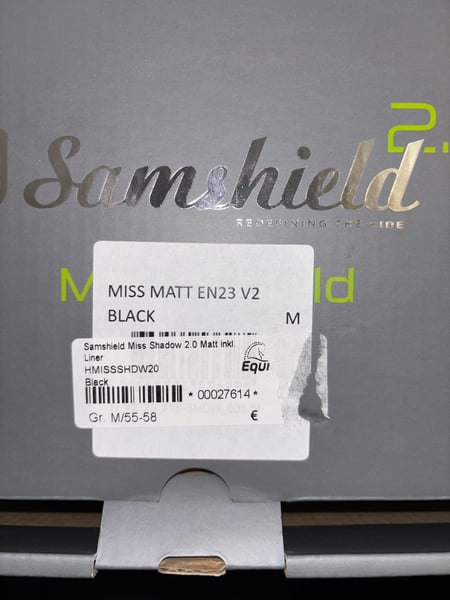 2.
Samshield
REDEFINING THE RIDE
MISS MATT EN23 V2
BLACK M
Samshield Miss Shadow 2.0 Matt inkl.
Liner
HMISSSHDW20
Black
Equi
* 00027614 *
Gr. M/55-58 €